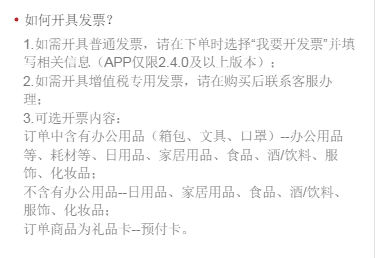 • 如何开具发票？
1.如需开具普通发票，请在下单时选择“我要开发票”并填
写相关信息（APP仅限2.4.0及以上版本）；
2.如需开具增值税专用发票，请在购买后联系客服办
理；
3.可选开票内容：
订单中含有办公用品（箱包、文具、口罩）--办公用品
等、耗材等、日用品、家居用品、食品、酒/饮料、服
饰、化妆品；
不含有办公用品--日用品、家居用品、食品、酒/饮料、
服饰、化妆品；
订单商品为礼品卡--预付卡。